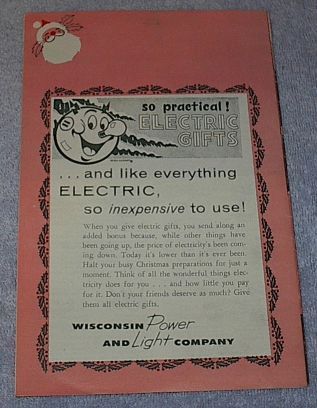 so practical!
ELECTRIC
GIFTS
...and like everything
ELECTRIC,
so inexpensive to use!
When you give electric gifts, you send along an
added bonus because, while other things have
been going up, the price of electricity's been com-
ing down. Today it's lower than it's ever been.
Halt your busy Christmas preparations for just a
moment. Think of all the wonderful things elec-
tricity does for you . . . and how little you pay
for it. Don't your friends deserve as much? Give
them all electric gifts.
WISCONSIN Power
AND Light COMPANY